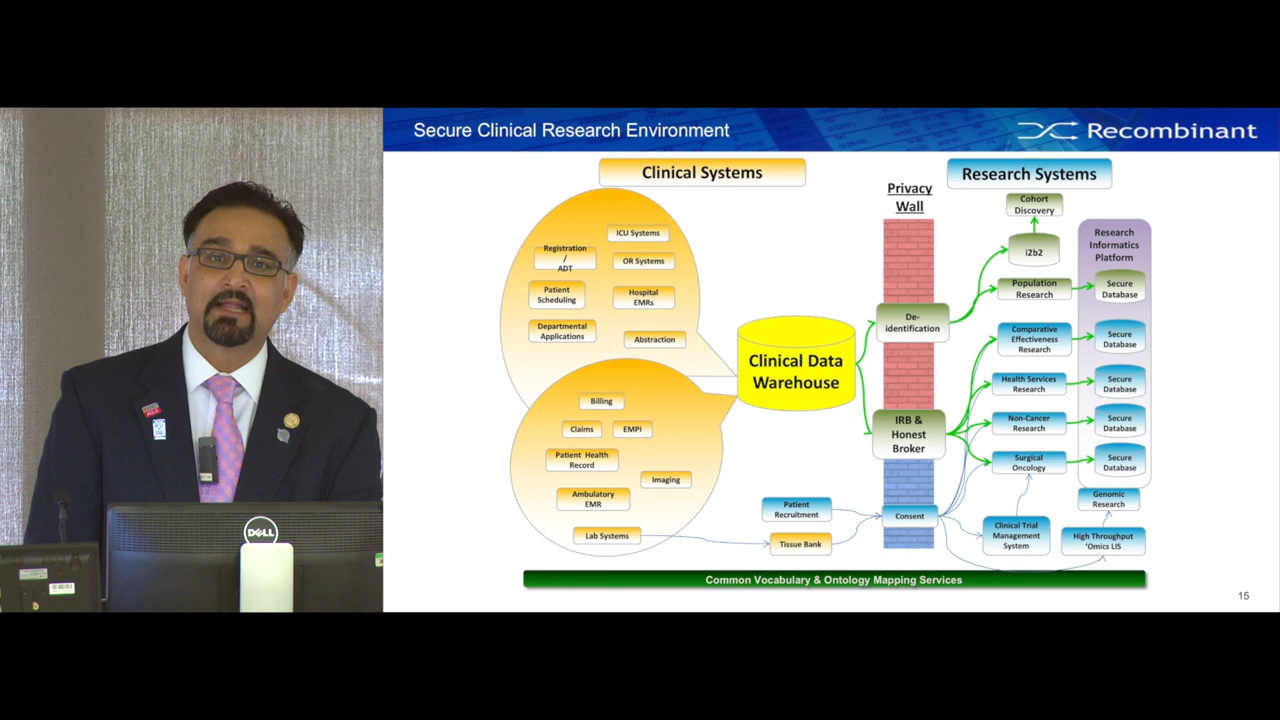 Secure Clinical Research Environment
Recombinant
Clinical Systems
Privacy
Wall
Research Systems
Cohort
Discovery
i2b2
Research
Informatics
Platform
ICU Systems
Registration
/
ADT
OR Systems
Patient
Scheduling
Hospital
EMRs
Departmental
Applications
Abstraction
Clinical Data
Warehouse
De-
identification
Population
Research
Secure
Database
Comparative
Effectiveness
Research
Secure
Database
Health Services
Research
Secure
Database
Non-Cancer
Research
Secure
Database
Surgical
Oncology
Secure
Database
IRB &
Honest
Broker
Billing
Claims
EMPI
Patient Health
Record
Imaging
Ambulatory
EMR
Lab Systems
Patient
Recruitment
Tissue Bank
Consent
Clinical Trial
Management
System
Genomic
Research
High Throughput
'Omics LIS
Common Vocabulary & Ontology Mapping Services
15
DELL